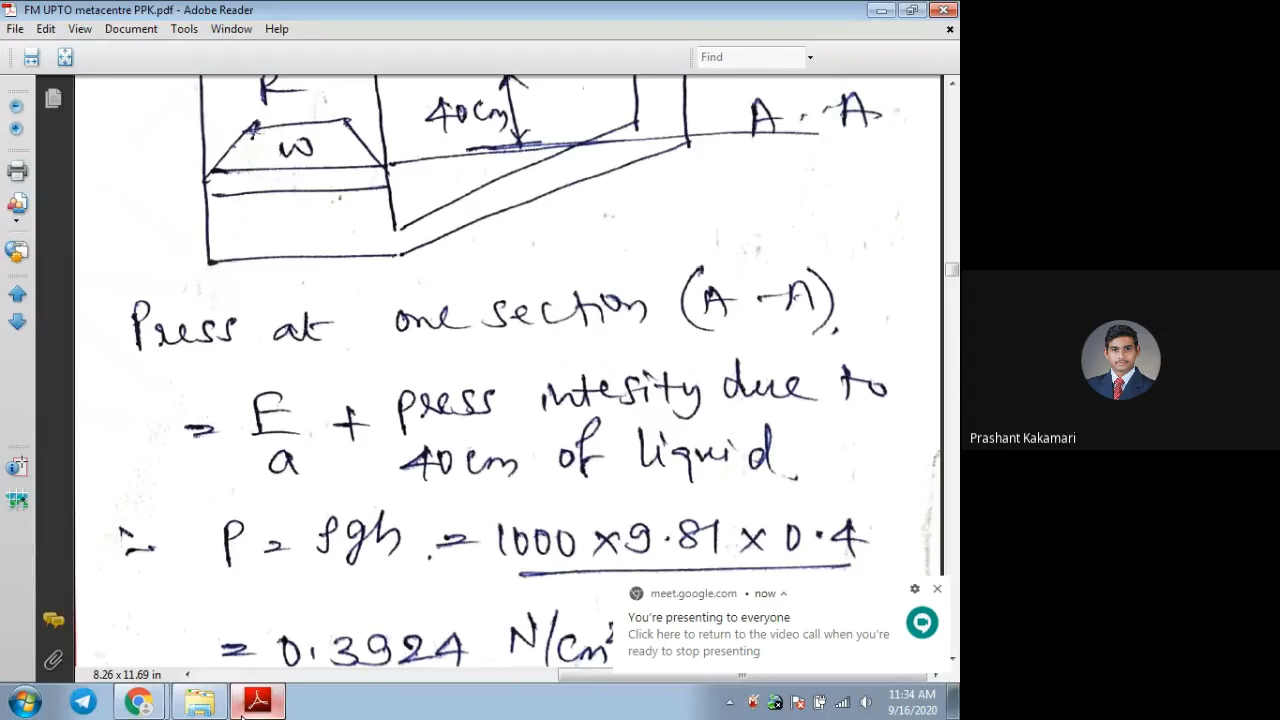 FM UPTO metacentre PPK.pdf - Adobe Reader
File Edit View Document Tools Window Help
Find
F
40cm
A - A
W
Press at one section (A - A).
= F/a + press intesity due to
40cm of liquid.
∴ P = ρgh = 1000 × 9.81 × 0.4
= 0.3924 N/cm²
meet.google.com • now
You're presenting to everyone
Click here to return to the video call when you're
ready to stop presenting
8.26 x 11.69 in
Prashant Kakamari
11:34 AM
9/16/2020